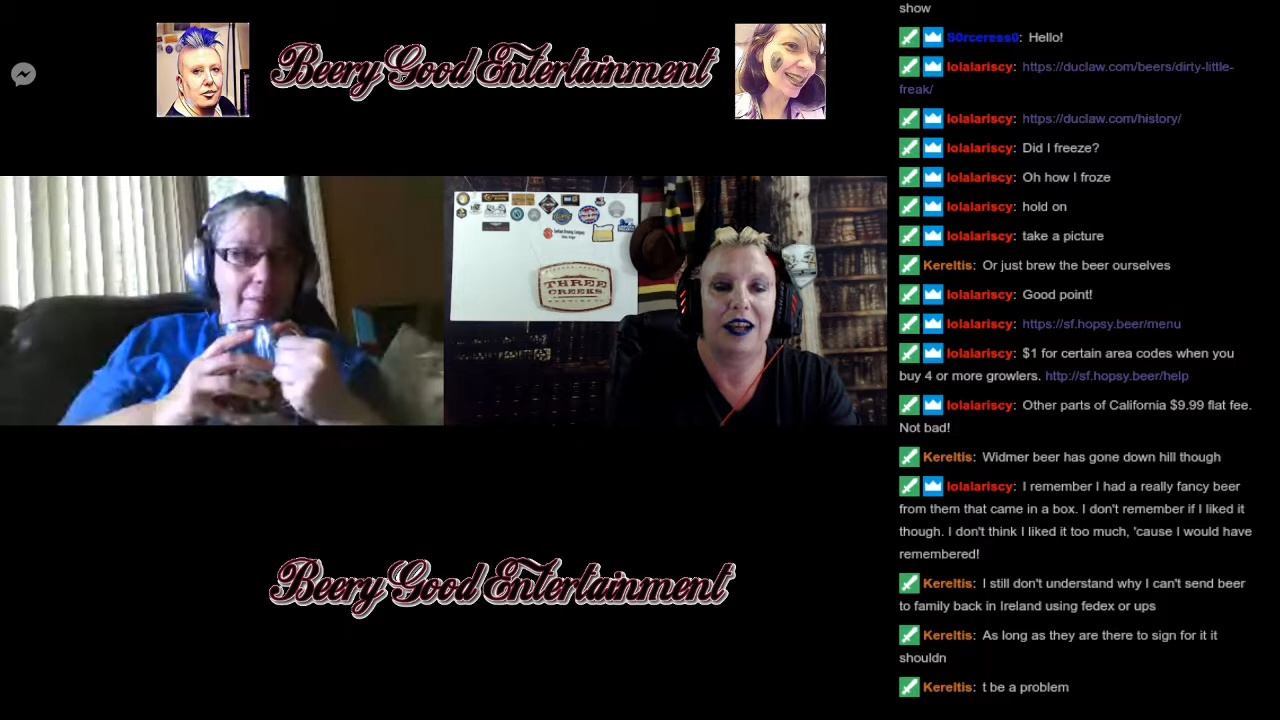 Beery Good Entertainment
THREE
CREEKS
Beery Good Entertainment
show
S0rceress0: Hello!
lolalariscy: https://duclaw.com/beers/dirty-little-
freak/
lolalariscy: https://duclaw.com/history/
lolalariscy: Did I freeze?
lolalariscy: Oh how I froze
lolalariscy: hold on
lolalariscy: take a picture
Kereltis: Or just brew the beer ourselves
lolalariscy: Good point!
lolalariscy: https://sf.hopsy.beer/menu
lolalariscy: $1 for certain area codes when you
buy 4 or more growlers. http://sf.hopsy.beer/help
lolalariscy: Other parts of California $9.99 flat fee.
Not bad!
Kereltis: Widmer beer has gone down hill though
lolalariscy: I remember I had a really fancy beer
from them that came in a box. I don't remember if I liked it
though. I don't think I liked it too much, 'cause I would have
remembered!
Kereltis: I still don't understand why I can't send beer
to family back in Ireland using fedex or ups
Kereltis: As long as they are there to sign for it it
shouldn
Kereltis: t be a problem